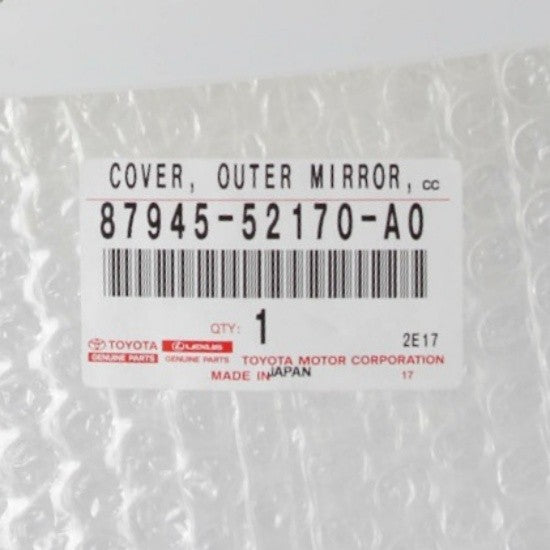 COVER, OUTER MIRROR, cc
87945-52170-A0
QTY: 1
2E17
TOYOTA LEXUS
GENUINE PARTS GENUINE PARTS TOYOTA MOTOR CORPORATION
MADE IN JAPAN 17